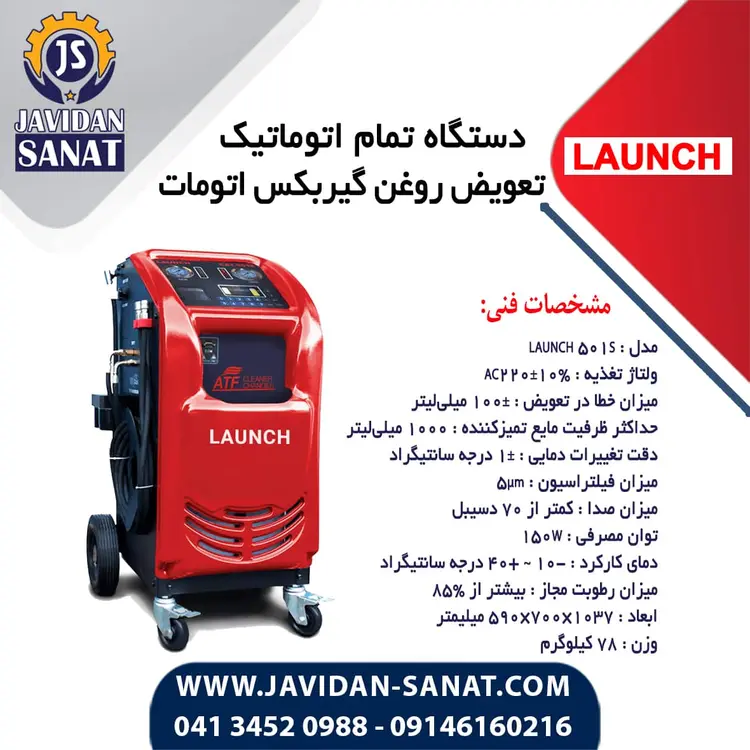 JS
JAVIDAN
SANAT
دستگاه تمام اتوماتیک
تعویض روغن گیربکس اتومات
LAUNCH
مشخصات فنی:
مدل : LAUNCH ۵۰۱S
ولتاژ تغذیه : AC۲۲۰±۱۰%
میزان خطا در تعویض : ±۱۰۰ میلی‌لیتر
حداکثر ظرفیت مایع تمیزکننده : ۱۰۰۰ میلی‌لیتر
دقت تغییرات دمایی : ±۱ درجه سانتیگراد
میزان فیلتراسیون : ۵µm
میزان صدا : کمتر از ۷۰ دسیبل
توان مصرفی : ۱۵۰W
دمای کارکرد : -۱۰ ~ +۴۰ درجه سانتیگراد
میزان رطوبت مجاز : بیشتر از %۸۵
ابعاد : ۵۹۰x۷۰۰x۱۰۳۷ میلیمتر
وزن : ۷۸ کیلوگرم
LAUNCH
ATF CLEANER
CHANGER
LAUNCH
WWW.JAVIDAN-SANAT.COM
041 3452 0988 - 09146160216